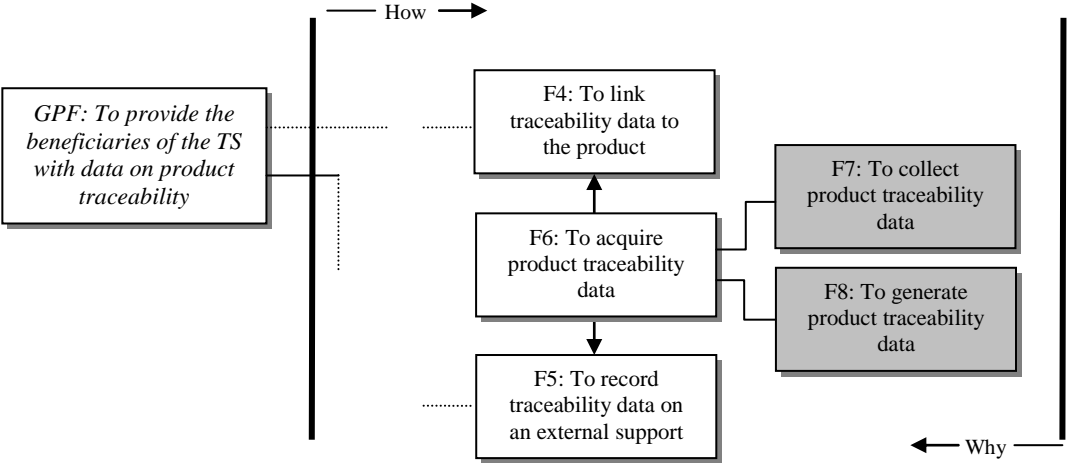 How
GPF: To provide the
beneficiaries of the TS
with data on product
traceability
F4: To link
traceability data to
the product
F6: To acquire
product traceability
data
F5: To record
traceability data on
an external support
F7: To collect
product traceability
data
F8: To generate
product traceability
data
Why